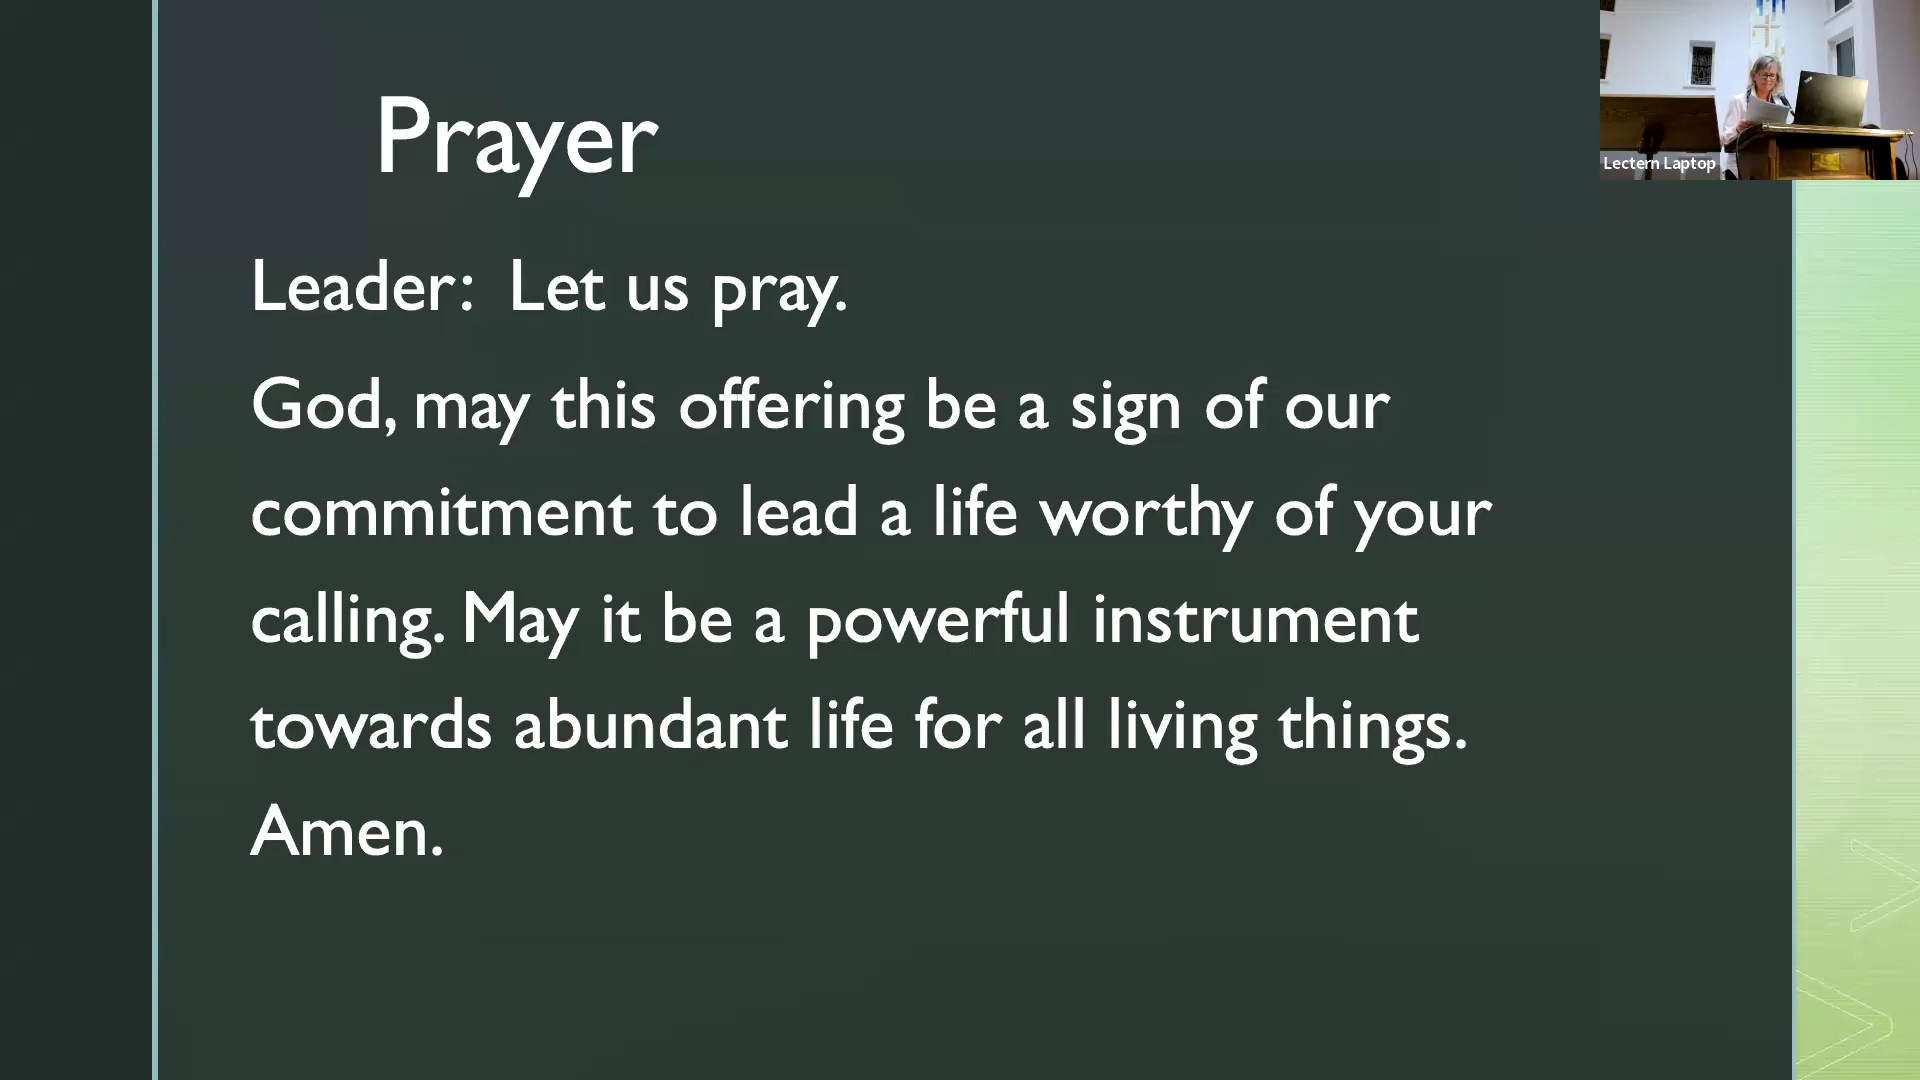 Prayer
Leader: Let us pray.
God, may this offering be a sign of our
commitment to lead a life worthy of your
calling. May it be a powerful instrument
towards abundant life for all living things.
Amen.
Lectern Laptop